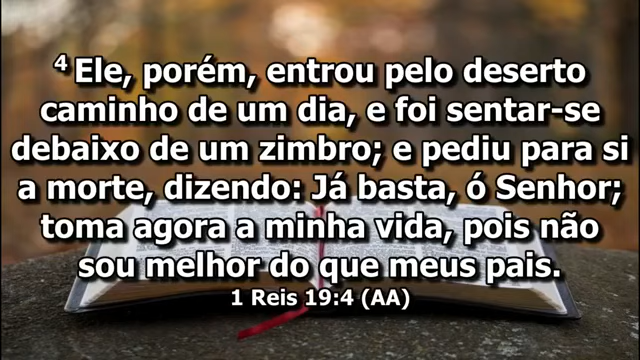 4 Ele, porém, entrou pelo deserto
caminho de um dia, e foi sentar-se
debaixo de um zimbro; e pediu para si
a morte, dizendo: Já basta, ó Senhor;
toma agora a minha vida, pois não
sou melhor do que meus pais.
1 Reis 19:4 (AA)